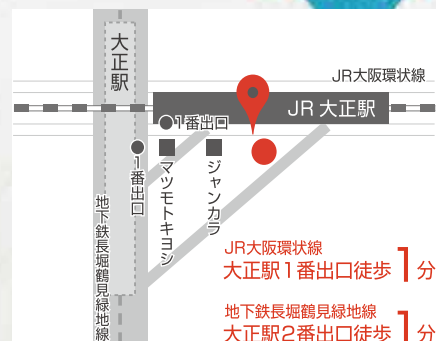 大正駅
JR大阪環状線
JR 大正駅
1番出口
1番出口
マツモトキヨシ
ジャンカラ
地下鉄長堀鶴見緑地線
JR大阪環状線
大正駅1番出口徒歩1分
地下鉄長堀鶴見緑地線
大正駅2番出口徒歩1分